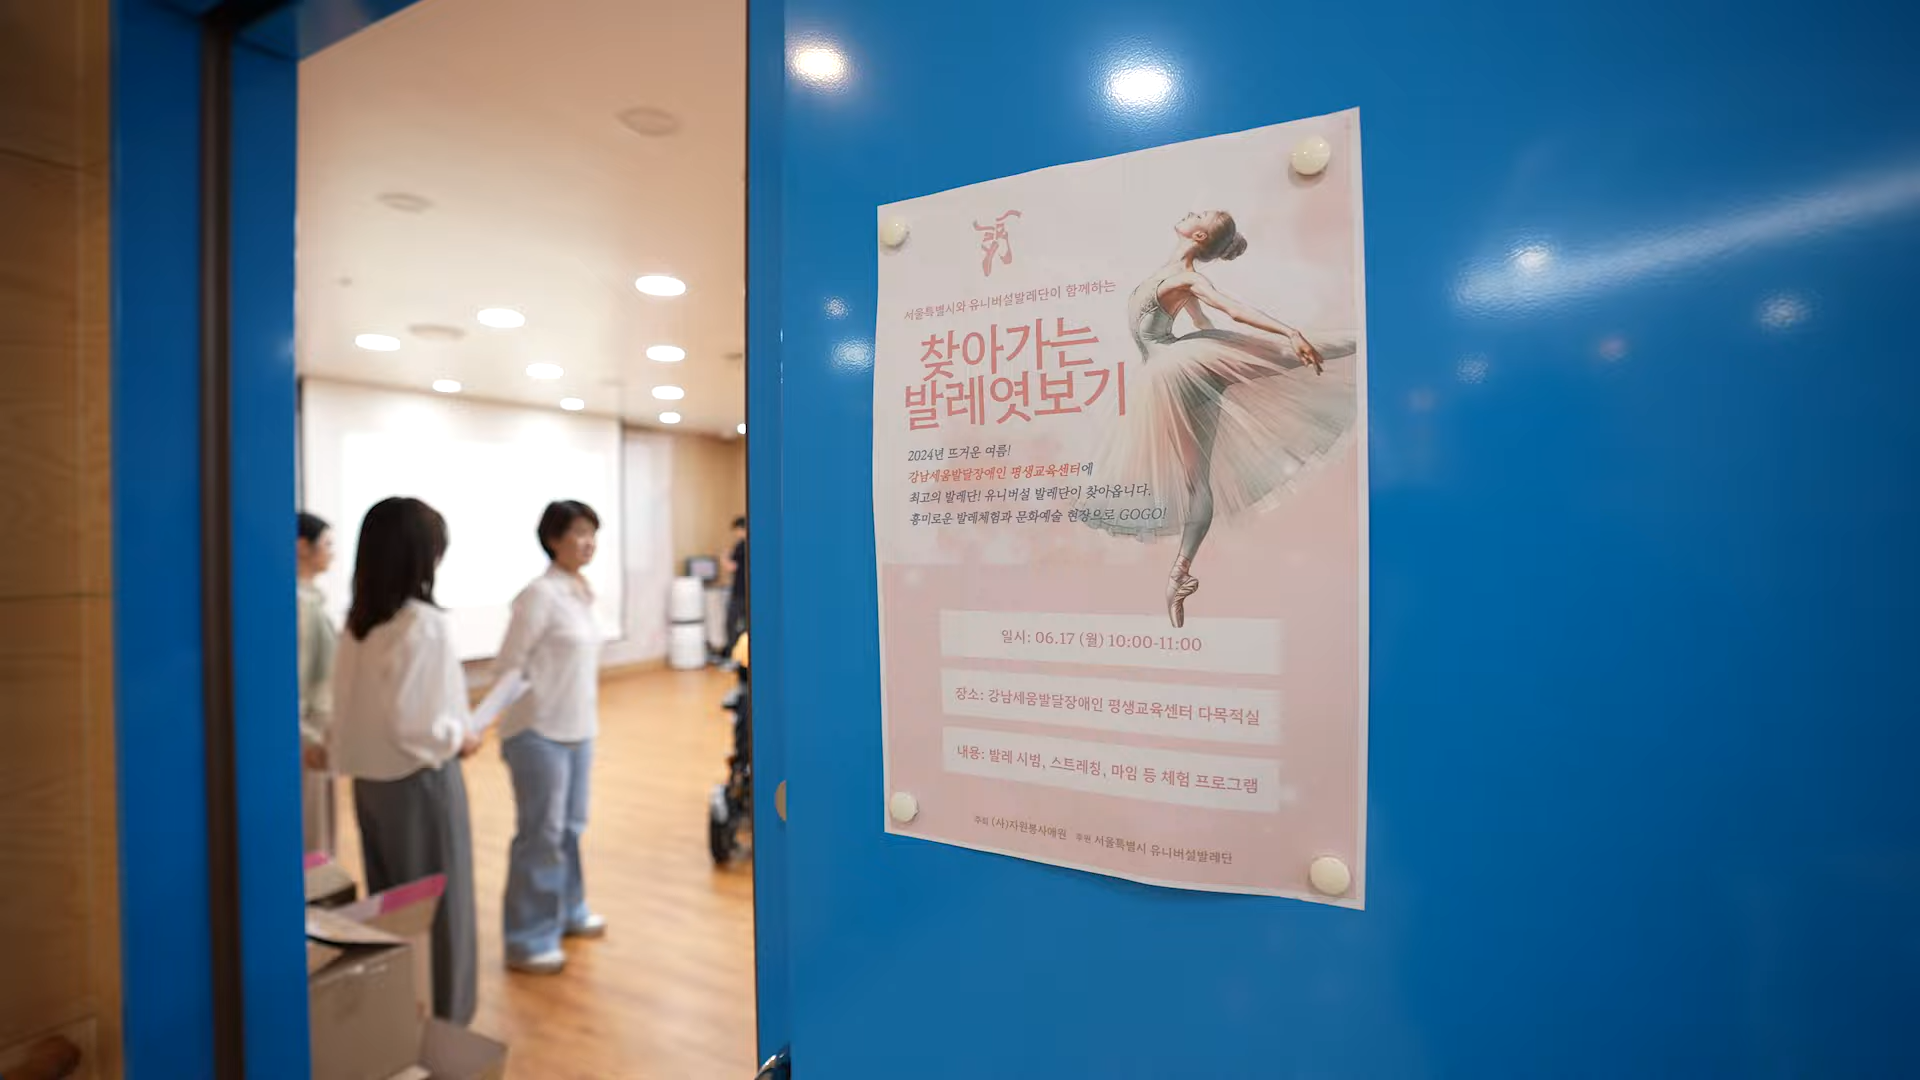 서울특별시와 유니버설발레단이 함께하는
찾아가는
발레엿보기
2024년 뜨거운 여름!
강남세움발달장애인 평생교육센터에
최고의 발레단! 유니버설 발레단이 찾아옵니다.
흥미로운 발레체험과 문화예술 현장으로 GOGO!
일시: 06.17 (월) 10:00-11:00
장소: 강남세움발달장애인 평생교육센터 다목적실
내용: 발레 시범, 스트레칭, 마임 등 체험 프로그램
주최 (사)자원봉사애원 후원 서울특별시 유니버설발레단